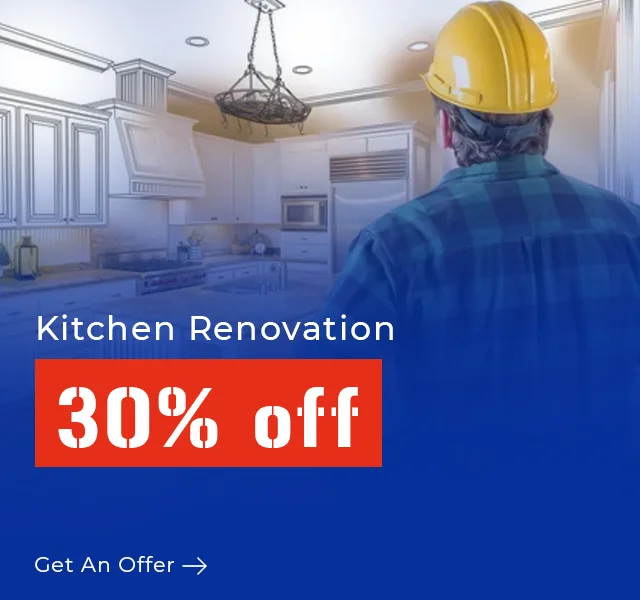 Kitchen Renovation
30% off
Get An Offer →